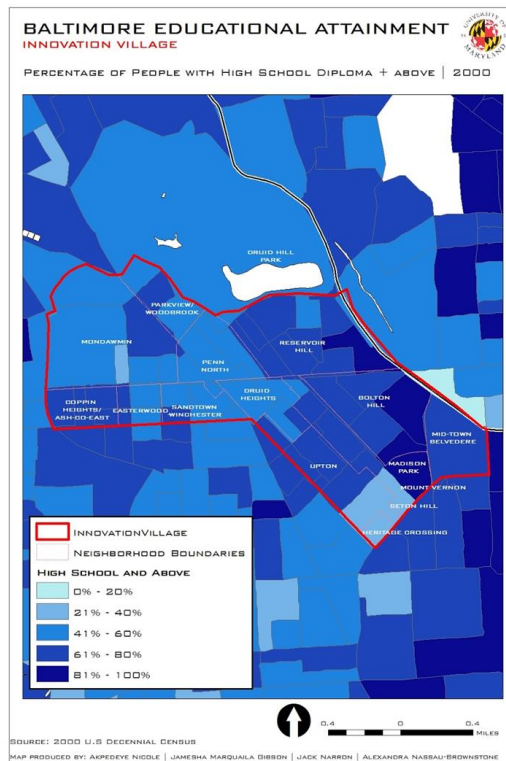 BALTIMORE EDUCATIONAL ATTAINMENT
INNOVATION VILLAGE
UNIVERSITY OF
MARYLAND
PERCENTAGE OF PEOPLE WITH HIGH SCHOOL DIPLOMA + ABOVE | 2000
DRUID HILL
PARK
PARKVIEW/
WOODBROOK
MONDAWMIN
RESERVOIR
HILL
PENN
NORTH
DRUID
HEIGHTS
BOLTON
HILL
COPPIN
HEIGHTS/
ASH-CO-EAST
EASTERWOOD
SANDTOWN
WINCHESTER
MID-TOWN
BELVEDERE
UPTON
MADISON
PARK
MOUNT VERNON
SETON HILL
HERITAGE CROSSING
INNOVATIONVILLAGE
NEIGHBORHOOD BOUNDARIES
HIGH SCHOOL AND ABOVE
0% - 20%
21% - 40%
41% - 60%
61% - 80%
81% - 100%
0.4 0 0.4
MILES
SOURCE: 2000 U.S DECENNIAL CENSUS
MAP PRODUCED BY: AKPEDEYE NICOLE | JAMESHA MARQUAILA GIBSON | JACK NARRON | ALEXANDRA NASSAU-BROWNSTONE